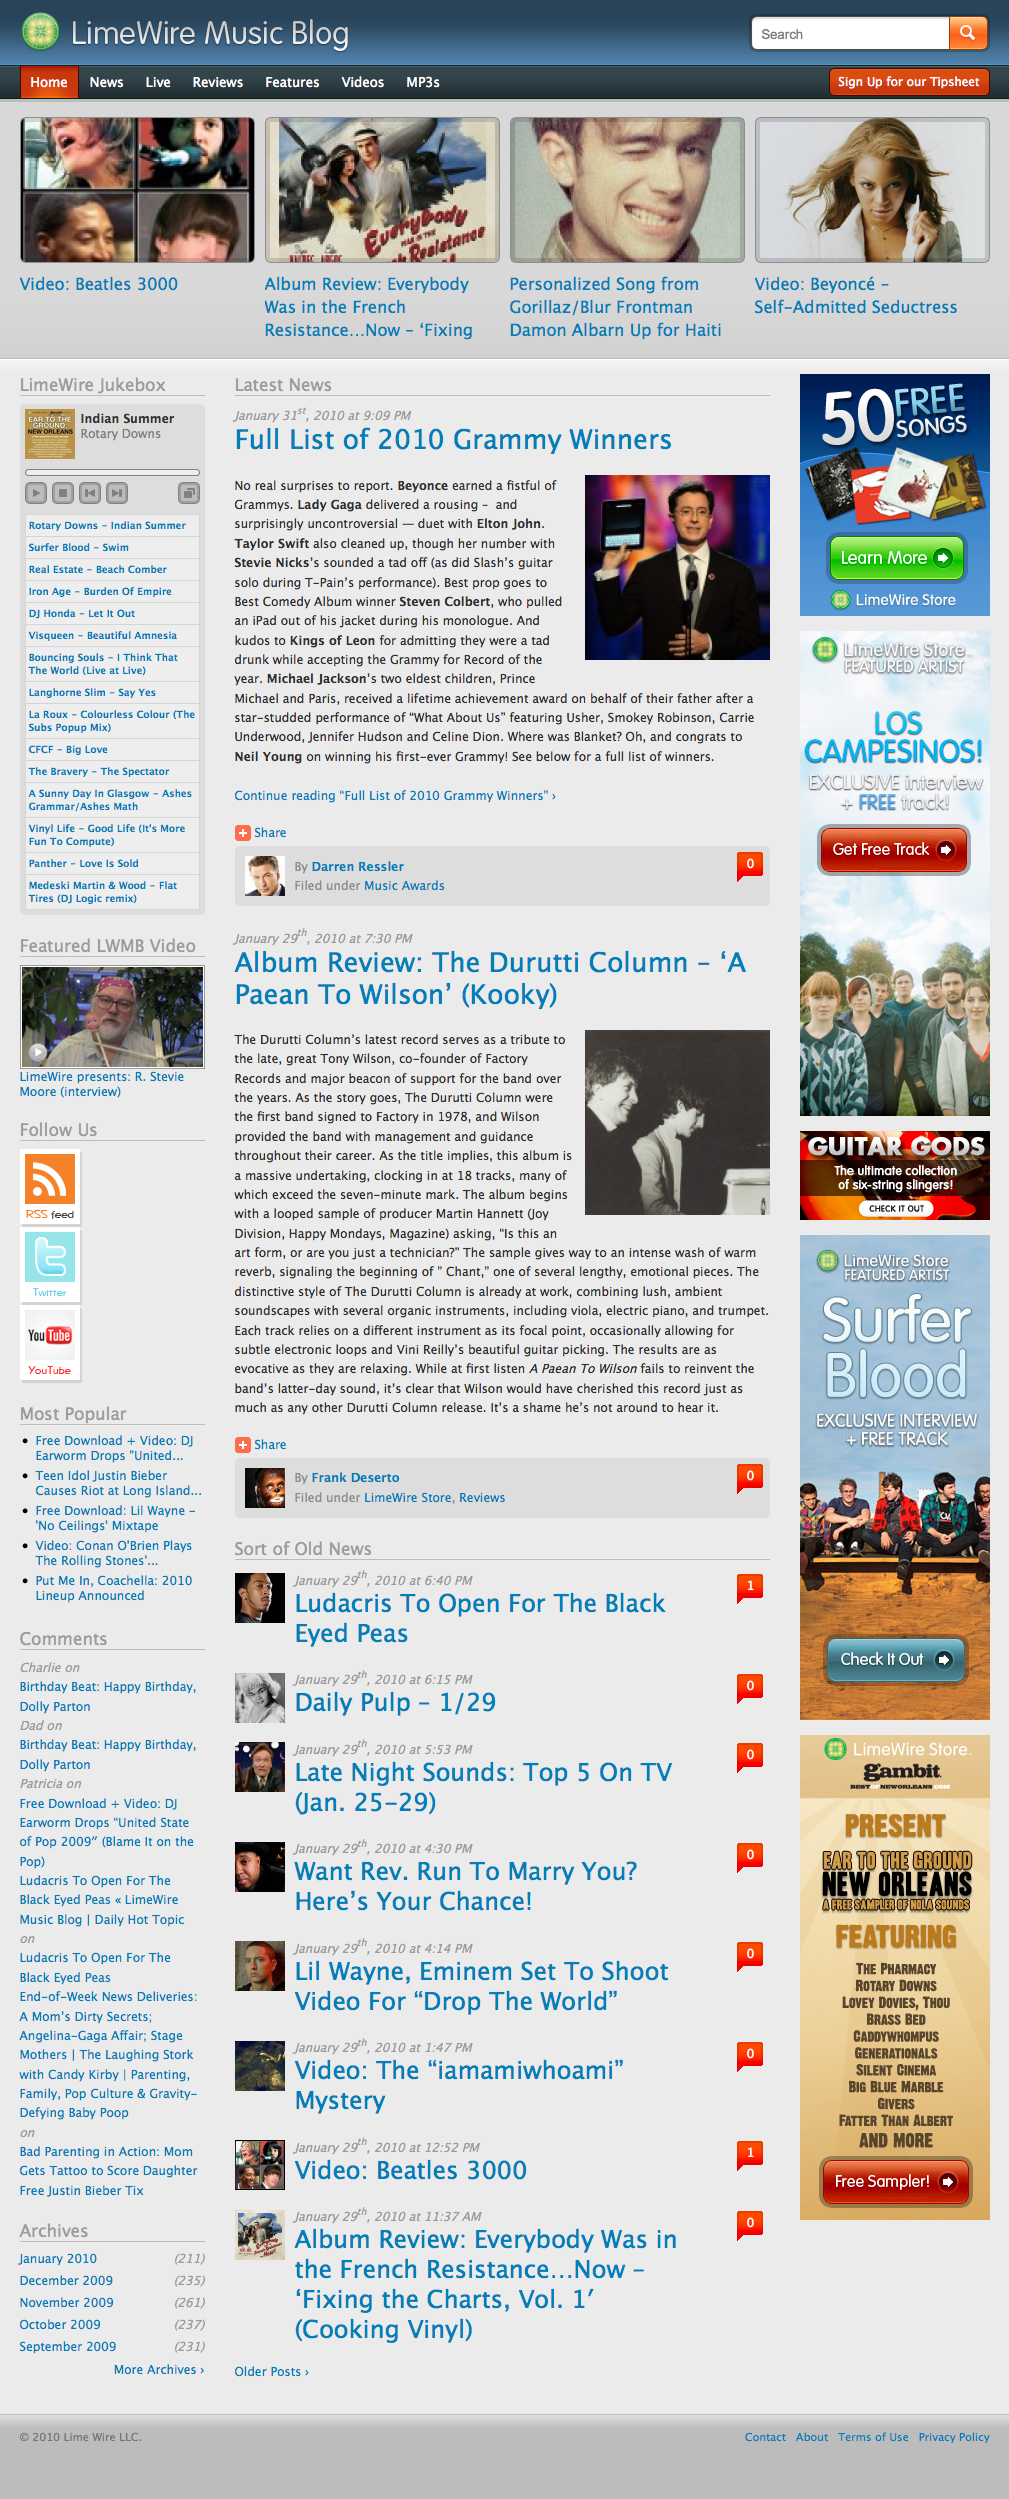 LimeWire Music Blog
Search
Home News Live Reviews Features Videos MP3s
Sign Up for our Tipsheet
Everybody
Resistance
Video: Beatles 3000
Album Review: Everybody
Was in the French
Resistance...Now – ‘Fixing
Personalized Song from
Gorillaz/Blur Frontman
Damon Albarn Up for Haiti
Video: Beyoncé –
Self-Admitted Seductress
LimeWire Jukebox
EAR TO THE
GROUND:
NEW ORLEANS
Indian Summer
Rotary Downs
Rotary Downs – Indian Summer
Surfer Blood – Swim
Real Estate – Beach Comber
Iron Age – Burden Of Empire
DJ Honda – Let It Out
Visqueen – Beautiful Amnesia
Bouncing Souls – I Think That
The World (Live at Live)
Langhorne Slim – Say Yes
La Roux – Colourless Colour (The
Subs Popup Mix)
CFCF – Big Love
The Bravery – The Spectator
A Sunny Day In Glasgow – Ashes
Grammar/Ashes Math
Vinyl Life – Good Life (It's More
Fun To Compute)
Panther – Love Is Sold
Medeski Martin & Wood – Flat
Tires (DJ Logic remix)
Featured LWMB Video
LimeWire presents: R. Stevie
Moore (interview)
Follow Us
RSS feed
Twitter
YouTube
YouTube
Most Popular
Free Download + Video: DJ
Earworm Drops "United...
Teen Idol Justin Bieber
Causes Riot at Long Island...
Free Download: Lil Wayne –
'No Ceilings' Mixtape
Video: Conan O'Brien Plays
The Rolling Stones'...
Put Me In, Coachella: 2010
Lineup Announced
Comments
Charlie on
Birthday Beat: Happy Birthday,
Dolly Parton
Dad on
Birthday Beat: Happy Birthday,
Dolly Parton
Patricia on
Free Download + Video: DJ
Earworm Drops “United State
of Pop 2009″ (Blame It on the
Pop)
Ludacris To Open For The
Black Eyed Peas « LimeWire
Music Blog | Daily Hot Topic
on
Ludacris To Open For The
Black Eyed Peas
End-of-Week News Deliveries:
A Mom’s Dirty Secrets;
Angelina-Gaga Affair; Stage
Mothers | The Laughing Stork
with Candy Kirby | Parenting,
Family, Pop Culture & Gravity-
Defying Baby Poop
on
Bad Parenting in Action: Mom
Gets Tattoo to Score Daughter
Free Justin Bieber Tix
Archives
January 2010 (211)
December 2009 (235)
November 2009 (261)
October 2009 (237)
September 2009 (231)
More Archives ›
Latest News
January 31st, 2010 at 9:09 PM
Full List of 2010 Grammy Winners
No real surprises to report. Beyonce earned a fistful of
Grammys. Lady Gaga delivered a rousing – and
surprisingly uncontroversial — duet with Elton John.
Taylor Swift also cleaned up, though her number with
Stevie Nicks’s sounded a tad off (as did Slash’s guitar
solo during T-Pain’s performance). Best prop goes to
Best Comedy Album winner Steven Colbert, who pulled
an iPad out of his jacket during his monologue. And
kudos to Kings of Leon for admitting they were a tad
drunk while accepting the Grammy for Record of the
year. Michael Jackson’s two eldest children, Prince
Michael and Paris, received a lifetime achievement award on behalf of their father after a
star-studded performance of “What About Us” featuring Usher, Smokey Robinson, Carrie
Underwood, Jennifer Hudson and Celine Dion. Where was Blanket? Oh, and congrats to
Neil Young on winning his first-ever Grammy! See below for a full list of winners.
Continue reading "Full List of 2010 Grammy Winners" ›
Share
By Darren Ressler
Filed under Music Awards
0
January 29th, 2010 at 7:30 PM
Album Review: The Durutti Column – ‘A
Paean To Wilson’ (Kooky)
The Durutti Column’s latest record serves as a tribute to
the late, great Tony Wilson, co-founder of Factory
Records and major beacon of support for the band over
the years. As the story goes, The Durutti Column were
the first band signed to Factory in 1978, and Wilson
provided the band with management and guidance
throughout their career. As the title implies, this album is
a massive undertaking, clocking in at 18 tracks, many of
which exceed the seven-minute mark. The album begins
with a looped sample of producer Martin Hannett (Joy
Division, Happy Mondays, Magazine) asking, “Is this an
art form, or are you just a technician?” The sample gives way to an intense wash of warm
reverb, signaling the beginning of ” Chant,” one of several lengthy, emotional pieces. The
distinctive style of The Durutti Column is already at work, combining lush, ambient
soundscapes with several organic instruments, including viola, electric piano, and trumpet.
Each track relies on a different instrument as its focal point, occasionally allowing for
subtle electronic loops and Vini Reilly’s beautiful guitar picking. The results are as
evocative as they are relaxing. While at first listen A Paean To Wilson fails to reinvent the
band’s latter-day sound, it’s clear that Wilson would have cherished this record just as
much as any other Durutti Column release. It’s a shame he’s not around to hear it.
Share
By Frank Deserto
Filed under LimeWire Store, Reviews
0
Sort of Old News
January 29th, 2010 at 6:40 PM
Ludacris To Open For The Black
Eyed Peas
1
January 29th, 2010 at 6:15 PM
Daily Pulp – 1/29
0
January 29th, 2010 at 5:53 PM
Late Night Sounds: Top 5 On TV
(Jan. 25-29)
0
January 29th, 2010 at 4:30 PM
Want Rev. Run To Marry You?
Here’s Your Chance!
0
January 29th, 2010 at 4:14 PM
Lil Wayne, Eminem Set To Shoot
Video For “Drop The World”
0
January 29th, 2010 at 1:47 PM
Video: The “iamamiwhoami”
Mystery
0
January 29th, 2010 at 12:52 PM
Video: Beatles 3000
1
January 29th, 2010 at 11:37 AM
Album Review: Everybody Was in
the French Resistance...Now –
‘Fixing the Charts, Vol. 1′
(Cooking Vinyl)
0
Older Posts ›
50 FREE
SONGS
Learn More
LimeWire Store
LimeWire Store
FEATURED ARTIST
LOS
CAMPESINOS!
EXCLUSIVE interview
+ FREE track!
Get Free Track
GUITAR GODS
The ultimate collection
of six-string slingers!
CHECK IT OUT
LimeWire Store
FEATURED ARTIST
Surfer
Blood
EXCLUSIVE INTERVIEW
+ FREE TRACK
Check It Out
LimeWire Store
gambit
BESTOFNEWORLEANS.COM
PRESENT
EAR TO THE GROUND
NEW ORLEANS
A FREE SAMPLER OF NOLA SOUNDS
FEATURING
THE PHARMACY
ROTARY DOWNS
LOVEY DOVIES, THOU
BRASS BED
CADDYWHOMPUS
GENERATIONALS
SILENT CINEMA
BIG BLUE MARBLE
GIVERS
FATTER THAN ALBERT
AND MORE
Free Sampler!
© 2010 Lime Wire LLC.
Contact About Terms of Use Privacy Policy